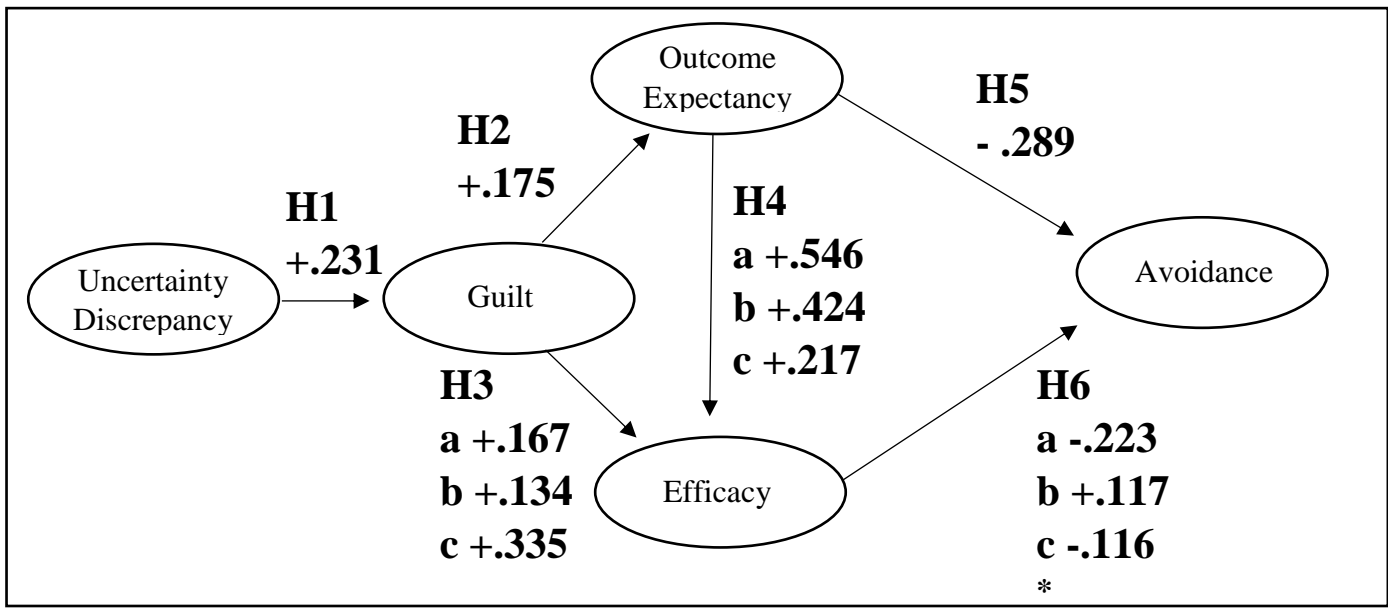 Outcome
Expectancy
H5
- .289
H2
+.175
H1
+.231
H4
a +.546
b +.424
c +.217
Uncertainty
Discrepancy
Guilt
Avoidance
H3
a +.167
b +.134
c +.335
Efficacy
H6
a -.223
b +.117
c -.116
*